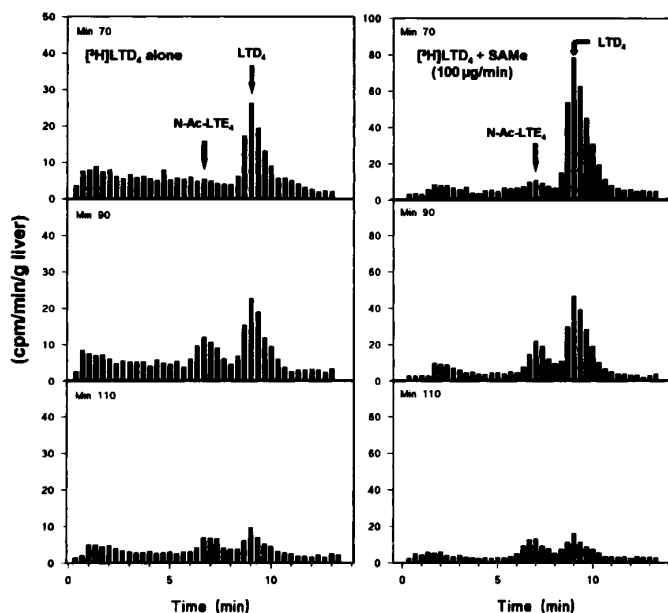 (cpm/min/g liver)
50
Min 70
[³H]LTD₄ alone
LTD₄
N-Ac-LTE₄
40
30
20
10
0
Min 90
40
30
20
10
0
Min 110
40
30
20
10
0
0 5 10
Time (min)
100
Min 70
[³H]LTD₄ + SAMe
(100 µg/min)
LTD₄
N-Ac-LTE₄
80
60
40
20
0
Min 90
80
60
40
20
0
Min 110
80
60
40
20
0
0 5 10
Time (min)